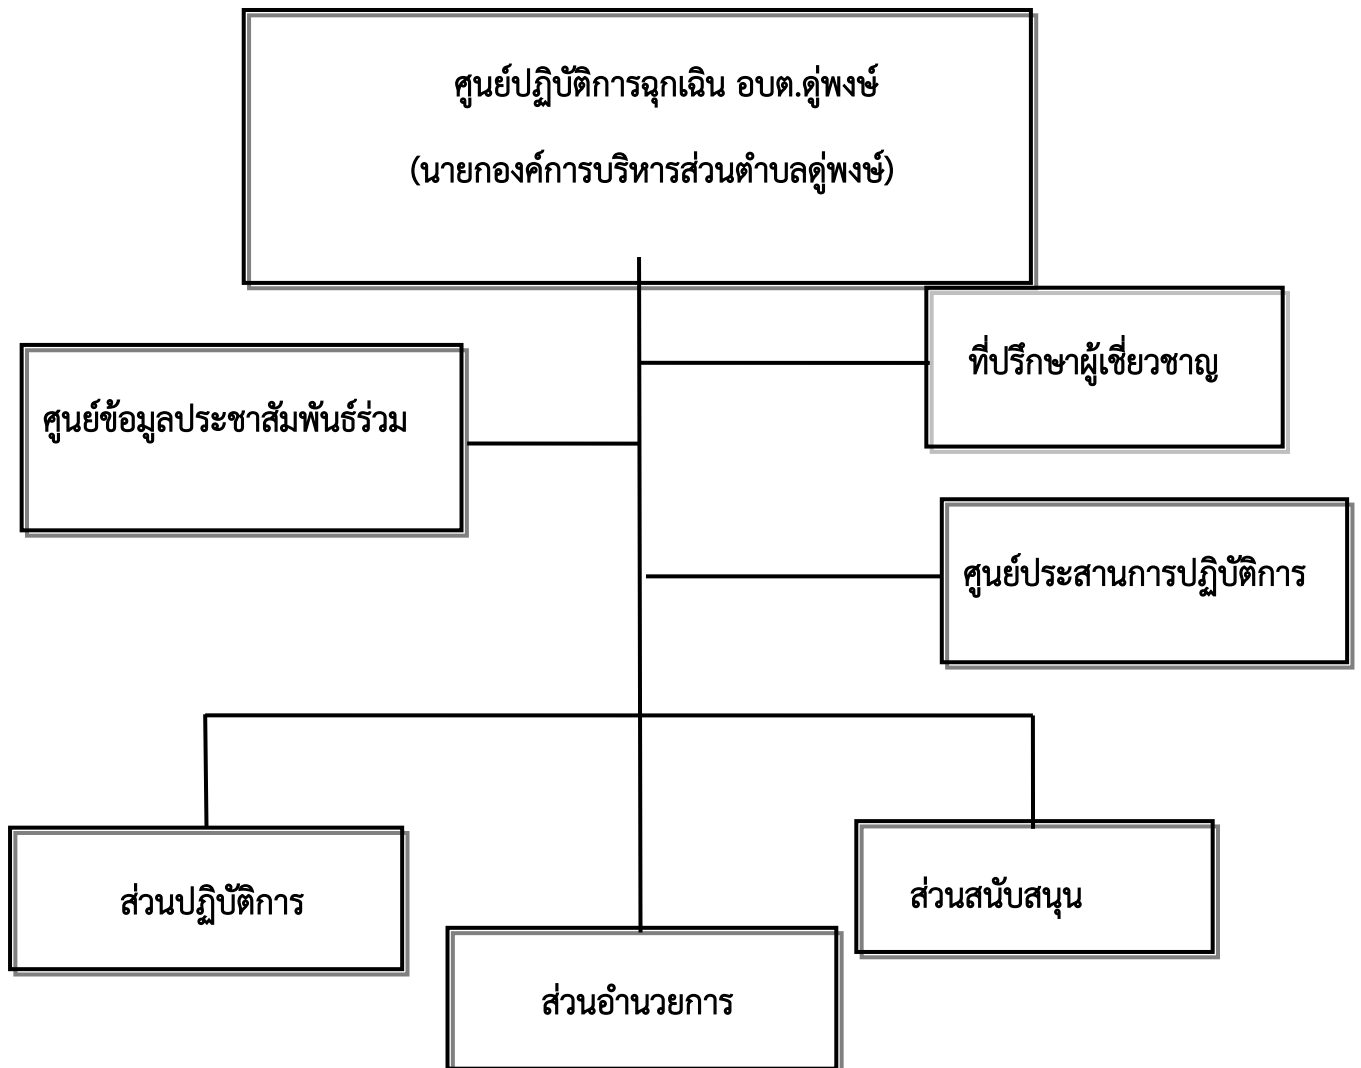 ศูนย์ปฏิบัติการฉุกเฉิน อบต.ดู่พงษ์
(นายกองค์การบริหารส่วนตำบลดู่พงษ์)
ที่ปรึกษาผู้เชี่ยวชาญ
ศูนย์ข้อมูลประชาสัมพันธ์ร่วม
ศูนย์ประสานการปฏิบัติการ
ส่วนปฏิบัติการ
ส่วนสนับสนุน
ส่วนอำนวยการ